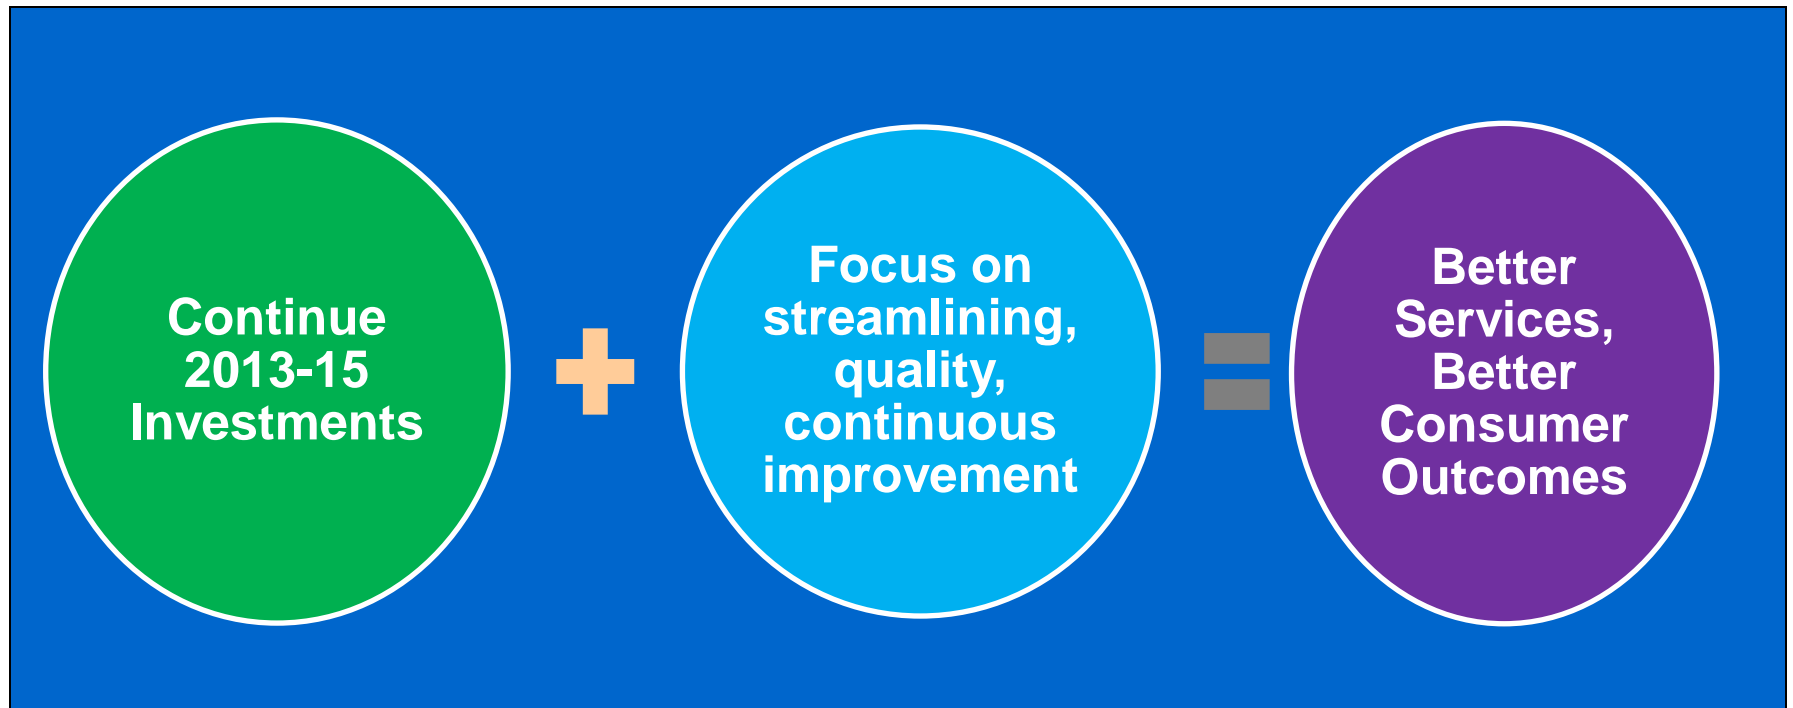 Continue
2013-15
Investments
Focus on
streamlining,
quality,
continuous
improvement
Better
Services,
Better
Consumer
Outcomes